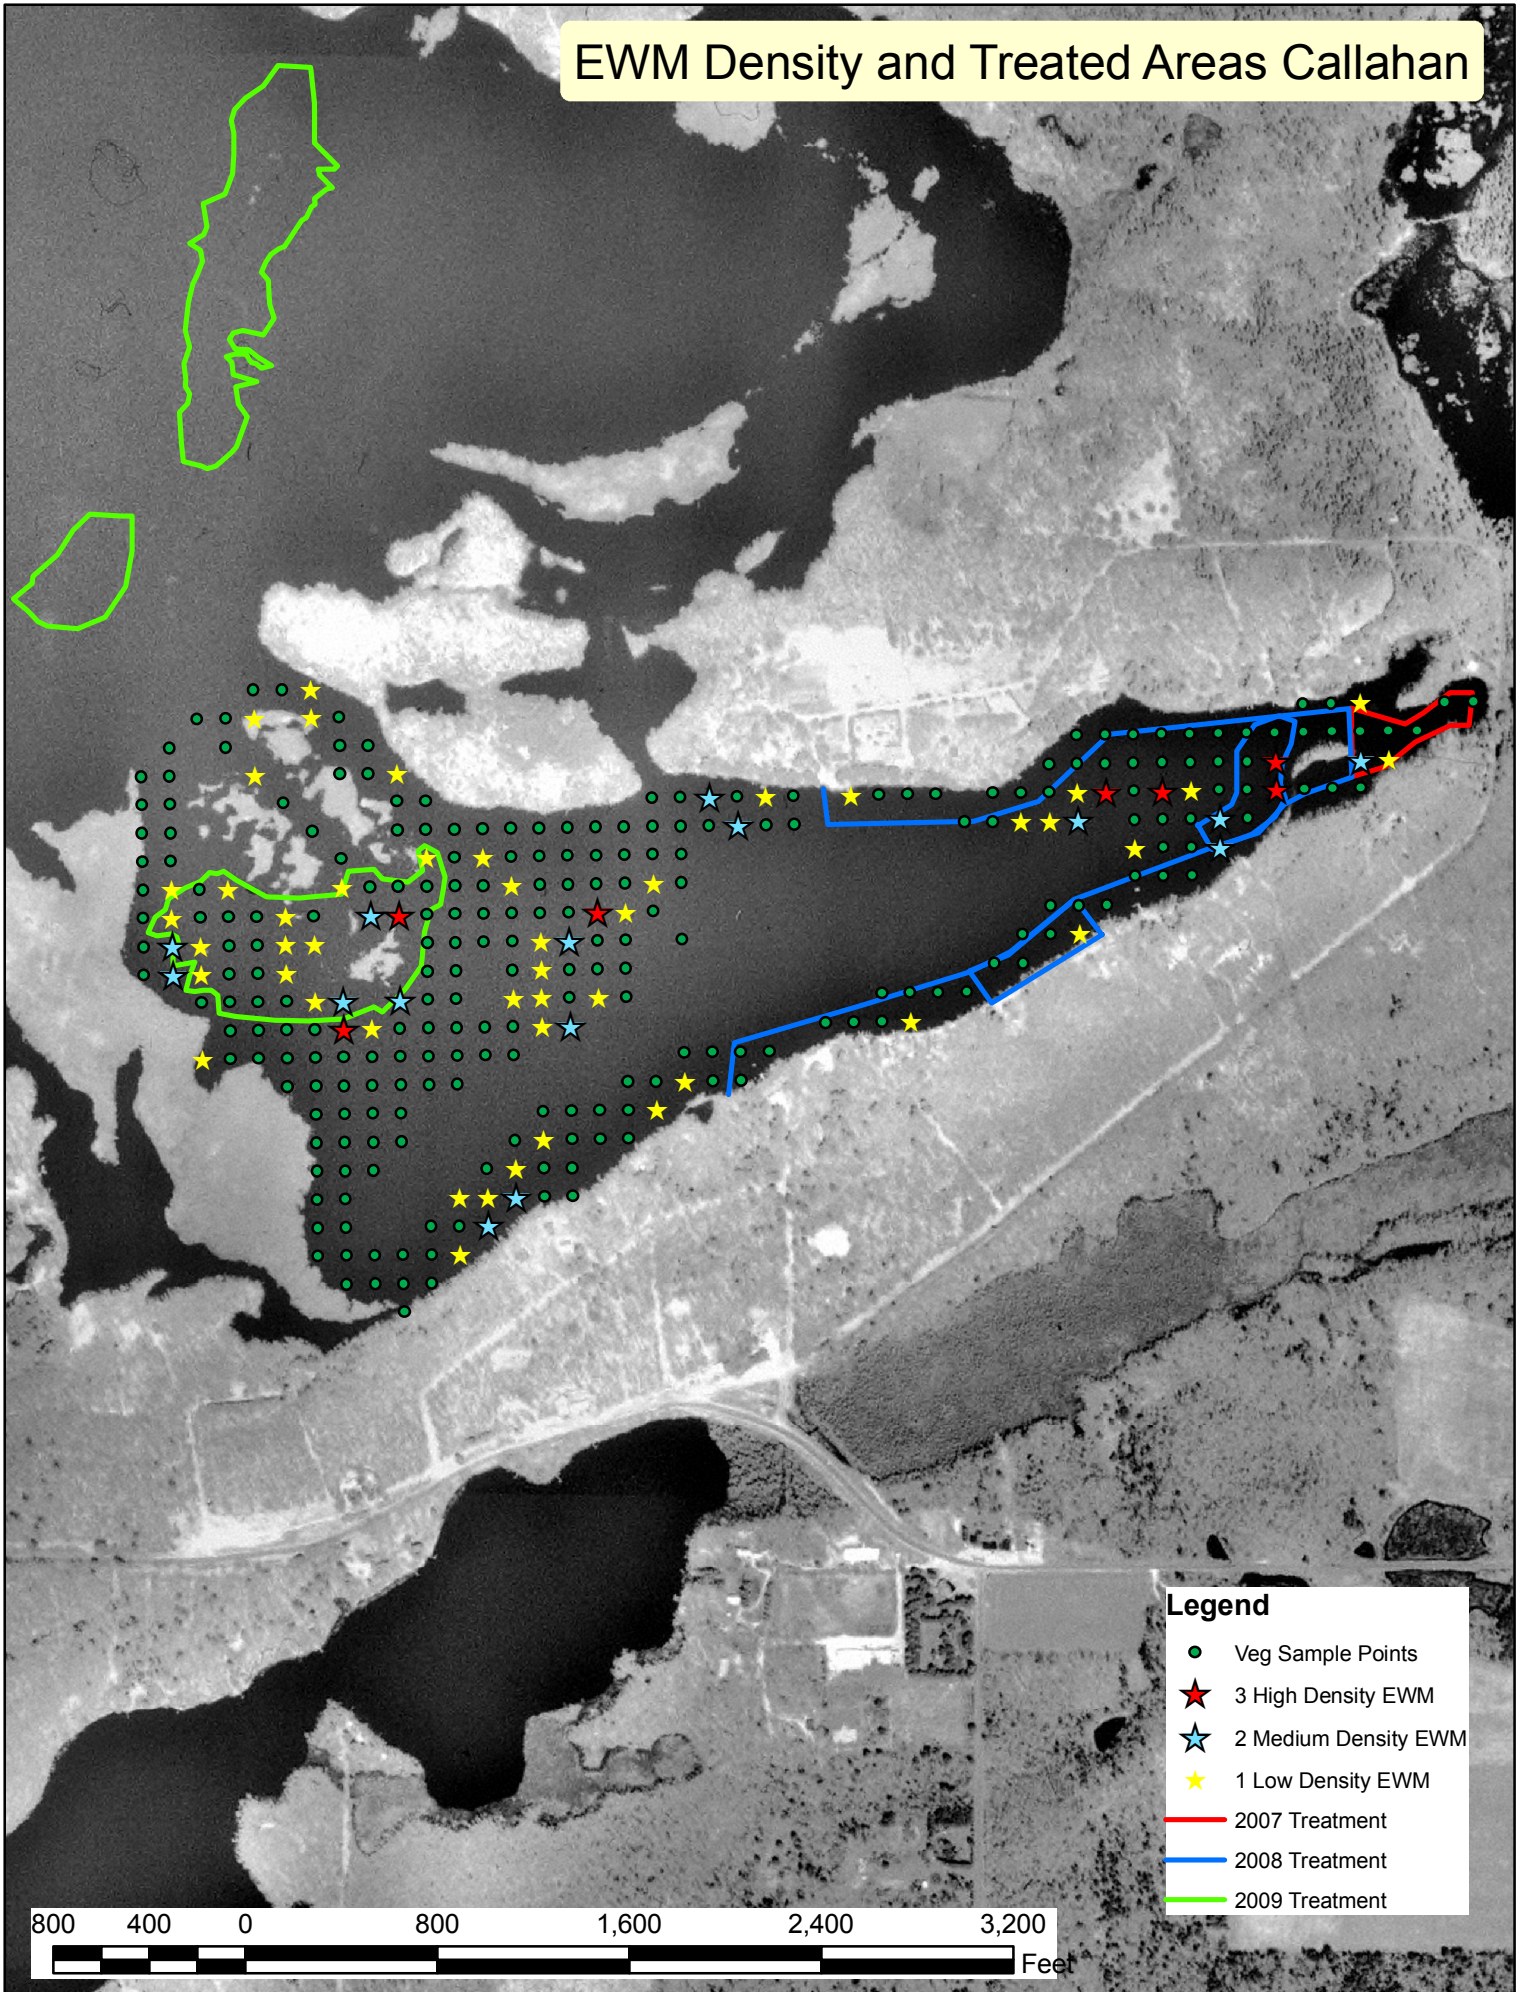 EWM Density and Treated Areas Callahan
Legend
Veg Sample Points
3 High Density EWM
2 Medium Density EWM
1 Low Density EWM
2007 Treatment
2008 Treatment
2009 Treatment
800 400 0 800 1,600 2,400 3,200
Feet